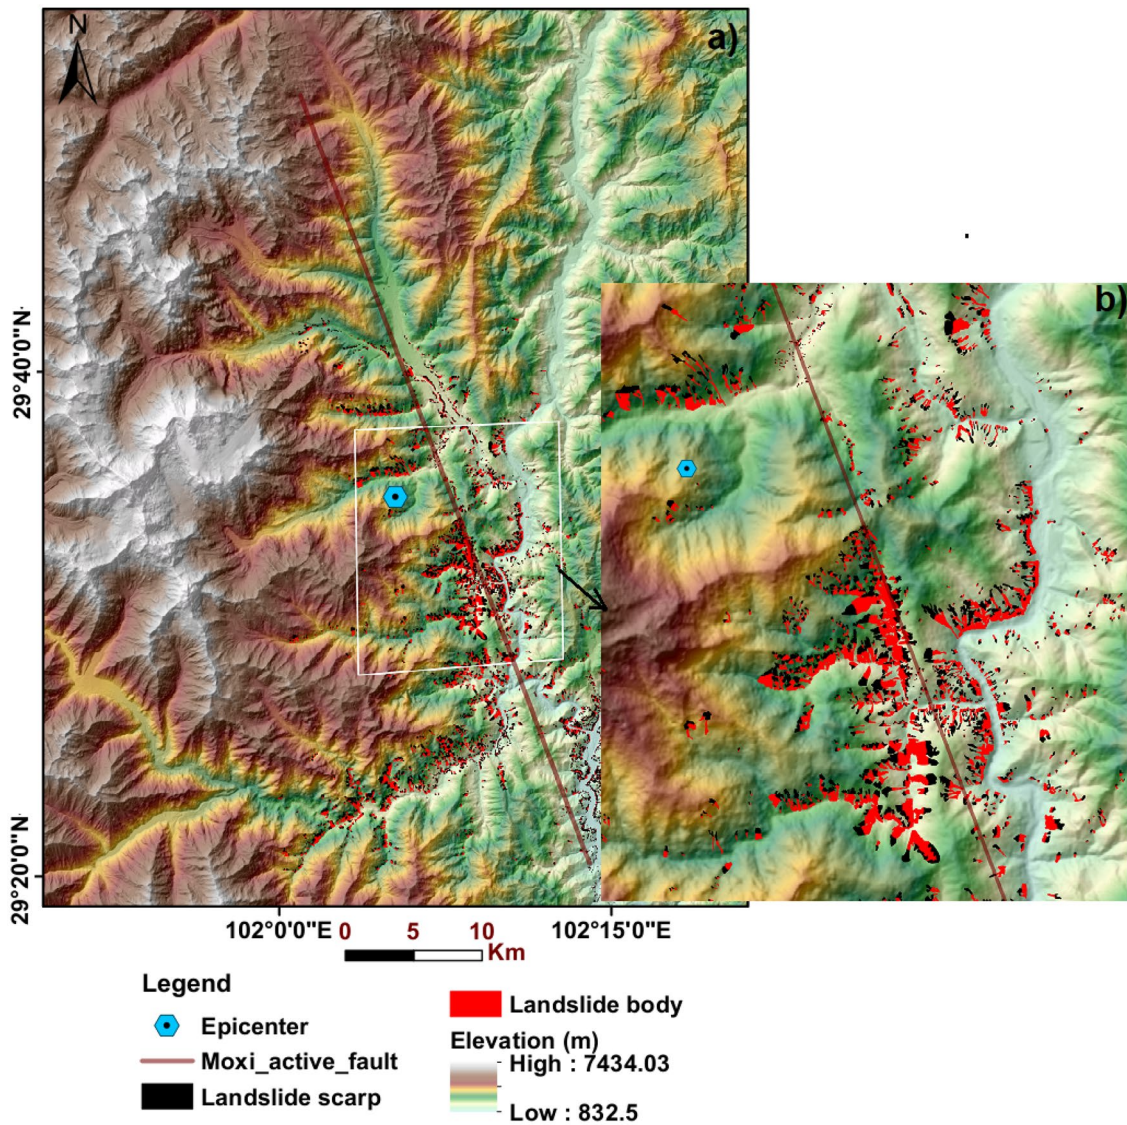 N
a)
b)
29°40'0"N
29°20'0"N
102°0'0"E
0 5 10
Km
102°15'0"E
Legend
Epicenter
Moxi_active_fault
Landslide scarp
Landslide body
Elevation (m)
High : 7434.03
Low : 832.5